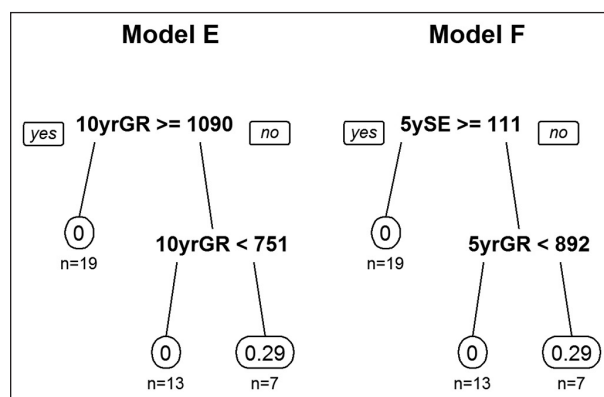 Model E
yes
10yrGR >= 1090
no
0
n=19
10yrGR < 751
0
n=13
0.29
n=7
Model F
yes
5ySE >= 111
no
0
n=19
5yrGR < 892
0
n=13
0.29
n=7